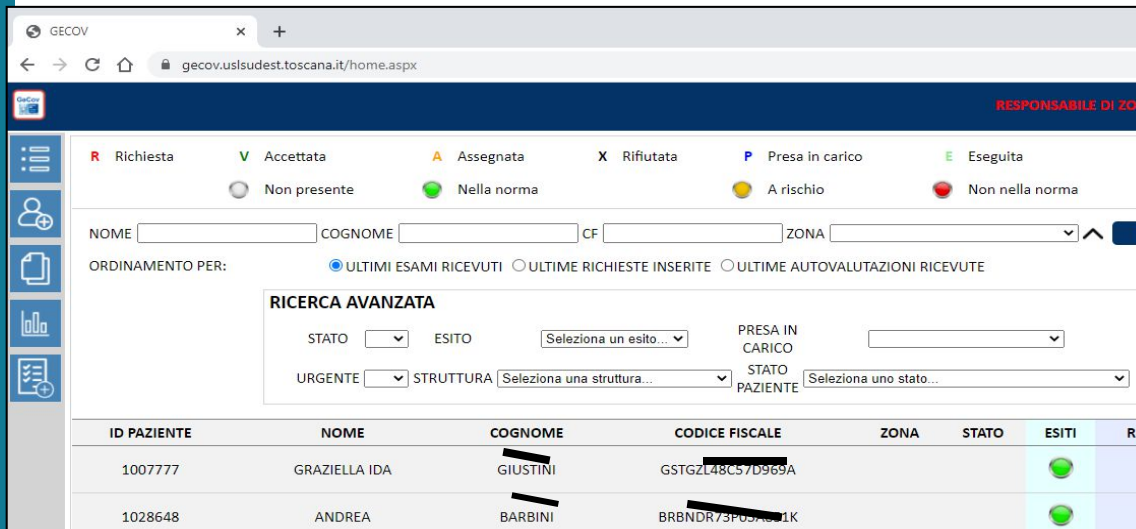 GECOV
gecov.uslsudest.toscana.it/home.aspx
GeCov
RESPONSABILE DI ZO
R Richiesta V Accettata A Assegnata X Rifiutata P Presa in carico E Eseguita
Non presente Nella norma A rischio Non nella norma
NOME COGNOME CF ZONA
ORDINAMENTO PER: ULTIMI ESAMI RICEVUTI ULTIME RICHIESTE INSERITE ULTIME AUTOVALUTAZIONI RICEVUTE
RICERCA AVANZATA
STATO ESITO Seleziona un esito... PRESA IN
CARICO
URGENTE STRUTTURA Seleziona una struttura... STATO
PAZIENTE Seleziona uno stato...
ID PAZIENTE NOME COGNOME CODICE FISCALE ZONA STATO ESITI R
1007777 GRAZIELLA IDA GIUSTINI
1028648 ANDREA BARBINI